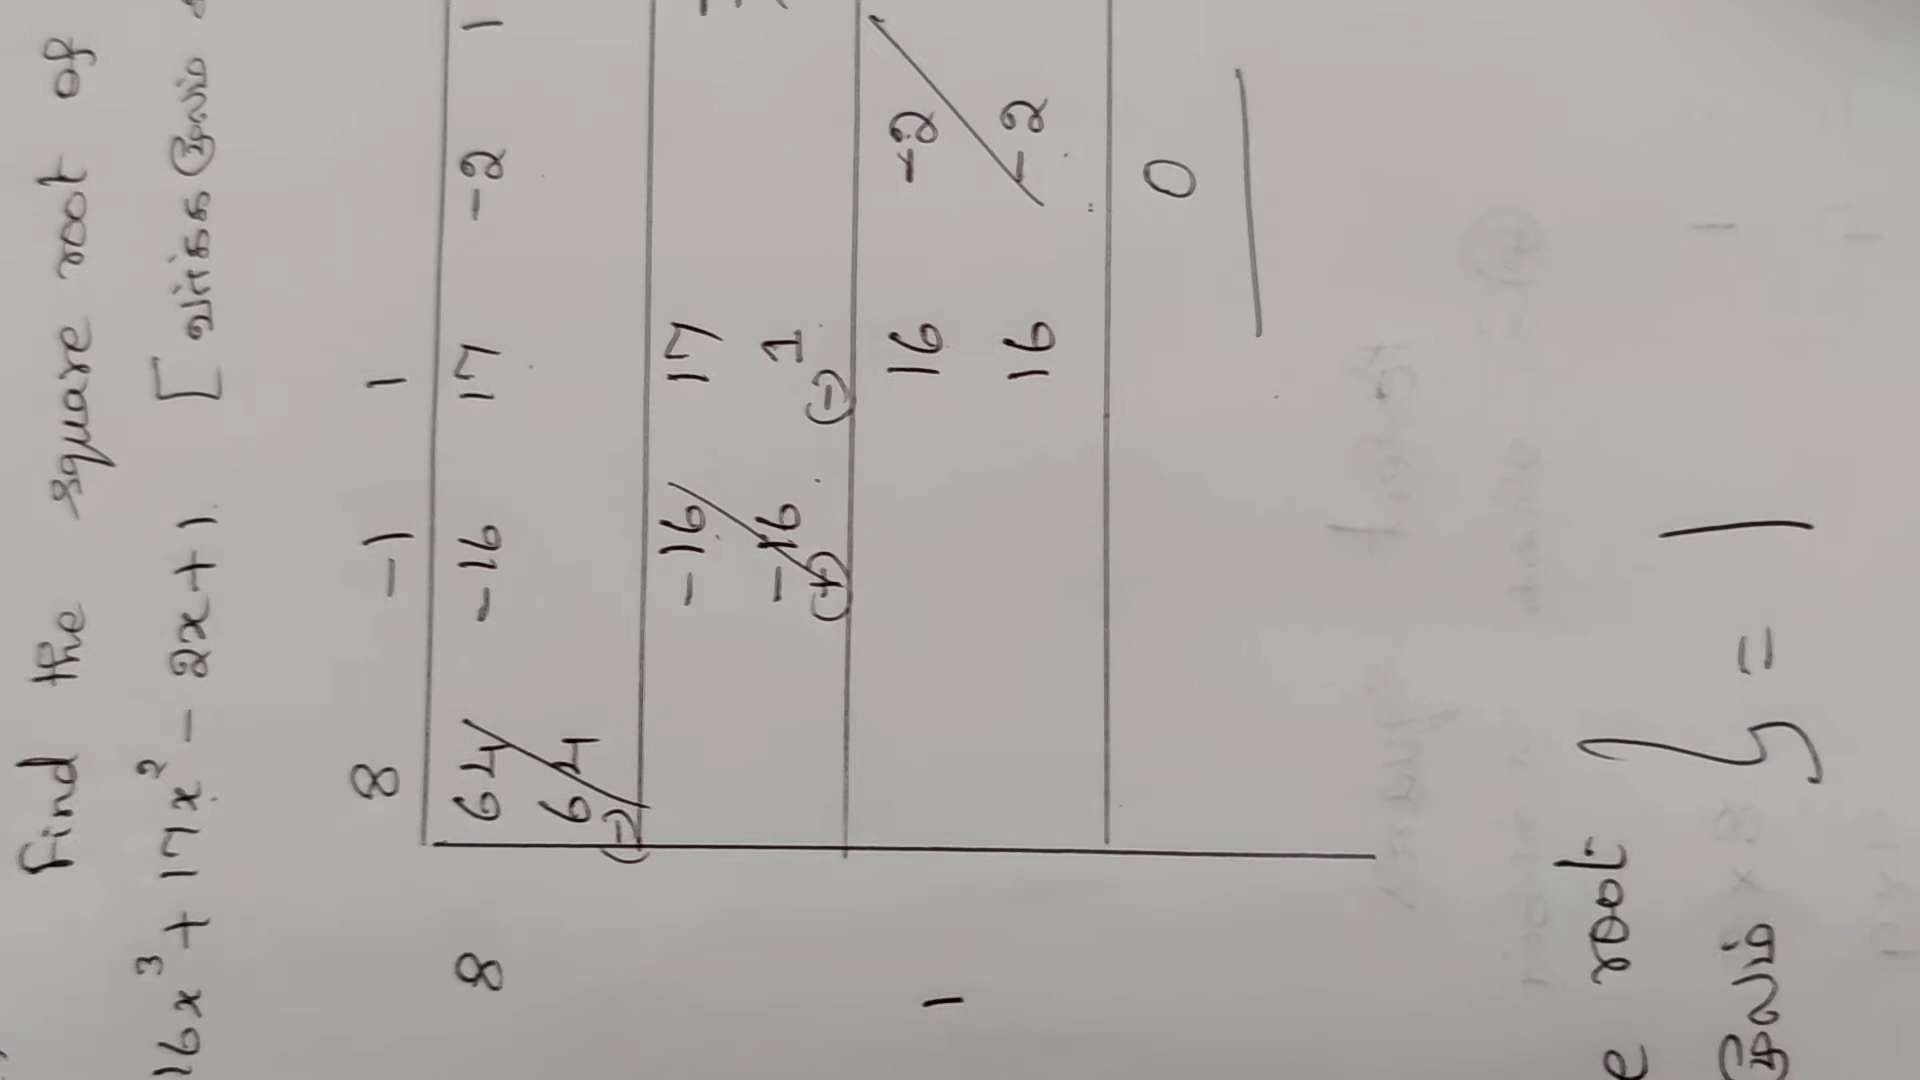 Find the square root of
16x³ + 17x² - 2x + 1 [வர்க்கமூலம்
8 -1 1
8 64 -16 17 -2 1
64
(-)
-16 17
-16 1
(+) (-)
1 16 -2
16 -2
0
root } = |
மூலம்